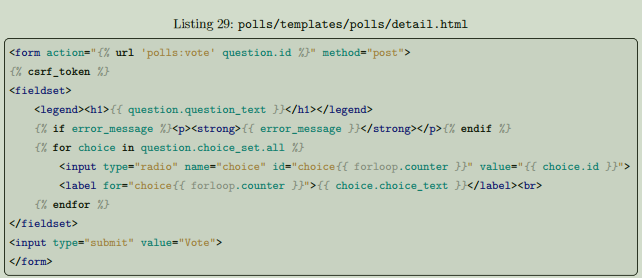 Listing 29: polls/templates/polls/detail.html
<form action="{% url 'polls:vote' question.id %}" method="post">
{% csrf_token %}
<fieldset>
    <legend><h1>{{ question.question_text }}</h1></legend>
    {% if error_message %}<p><strong>{{ error_message }}</strong></p>{% endif %}
    {% for choice in question.choice_set.all %}
        <input type="radio" name="choice" id="choice{{ forloop.counter }}" value="{{ choice.id }}">
        <label for="choice{{ forloop.counter }}">{{ choice.choice_text }}</label><br>
    {% endfor %}
</fieldset>
<input type="submit" value="Vote">
</form>